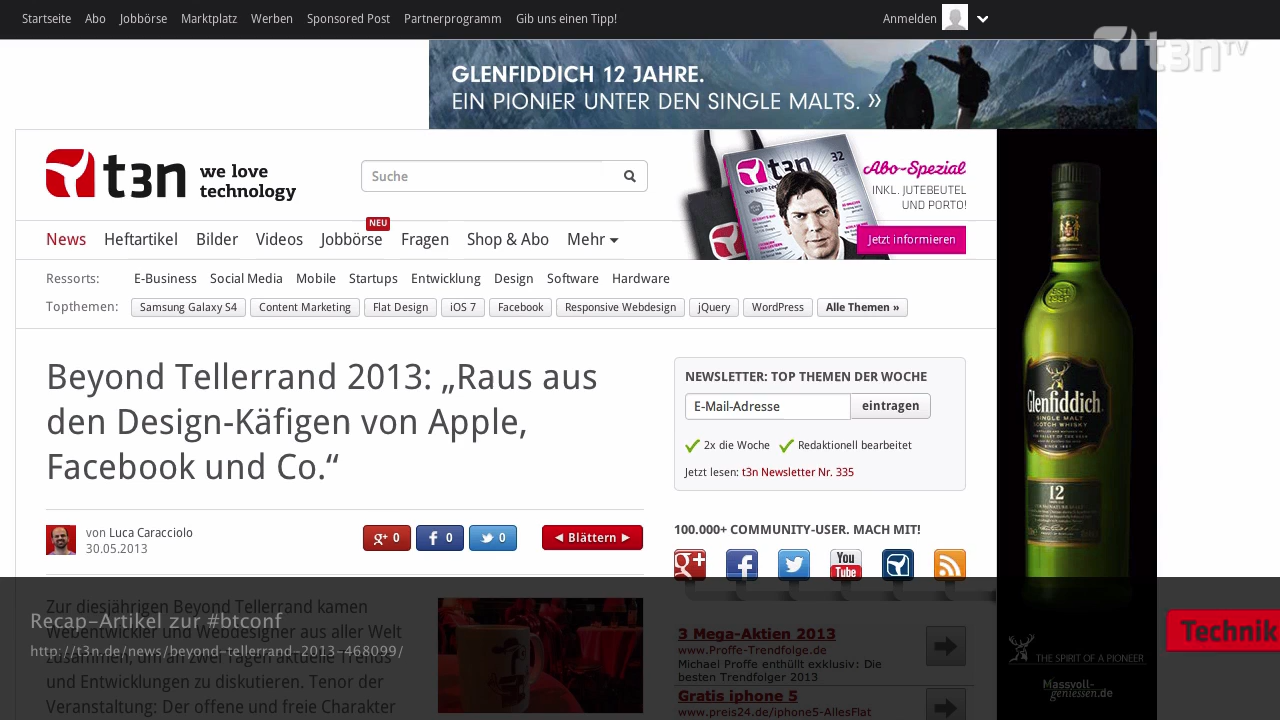 Startseite Abo Jobbörse Marktplatz Werben Sponsored Post Partnerprogramm Gib uns einen Tipp! Anmelden
t3n TV
GLENFIDDICH 12 JAHRE.
EIN PIONIER UNTER DEN SINGLE MALTS. »
t3n we love technology
Suche
t3n 32
we love technology
Abo-Spezial
INKL. JUTEBEUTEL
UND PORTO!
Jetzt informieren
NEU
News Heftartikel Bilder Videos Jobbörse Fragen Shop & Abo Mehr
Ressorts: E-Business Social Media Mobile Startups Entwicklung Design Software Hardware
Topthemen: Samsung Galaxy S4 Content Marketing Flat Design iOS 7 Facebook Responsive Webdesign jQuery WordPress Alle Themen »
Beyond Tellerrand 2013: „Raus aus
den Design-Käfigen von Apple,
Facebook und Co.“
von Luca Caracciolo
30.05.2013
g+ 0 f 0 0 ◄ Blättern ►
NEWSLETTER: TOP THEMEN DER WOCHE
E-Mail-Adresse eintragen
2x die Woche Redaktionell bearbeitet
Jetzt lesen: t3n Newsletter Nr. 335
100.000+ COMMUNITY-USER. MACH MIT!
g+ f You Tube
Glenfiddich
SINGLE MALT
SCOTCH WHISKY
12
Zur diesjährigen Beyond Tellerrand kamen
Webentwickler und Webdesigner aus aller Welt
zusammen, um an zwei Tagen aktuelle Trends
und Entwicklungen zu diskutieren. Tenor der
Veranstaltung: Der offene und freie Charakter
Recap-Artikel zur #btconf
http://t3n.de/news/beyond-tellerrand-2013-468099/
3 Mega-Aktien 2013
www.Proffe-Trendfolge.de
Michael Proffe enthüllt exklusiv: Die
besten Trendfolger 2013
Gratis iphone 5
www.preis24.de/iphone5-AllesFlat
THE SPIRIT OF A PIONEER
Massvoll-
geniessen.de
Technik